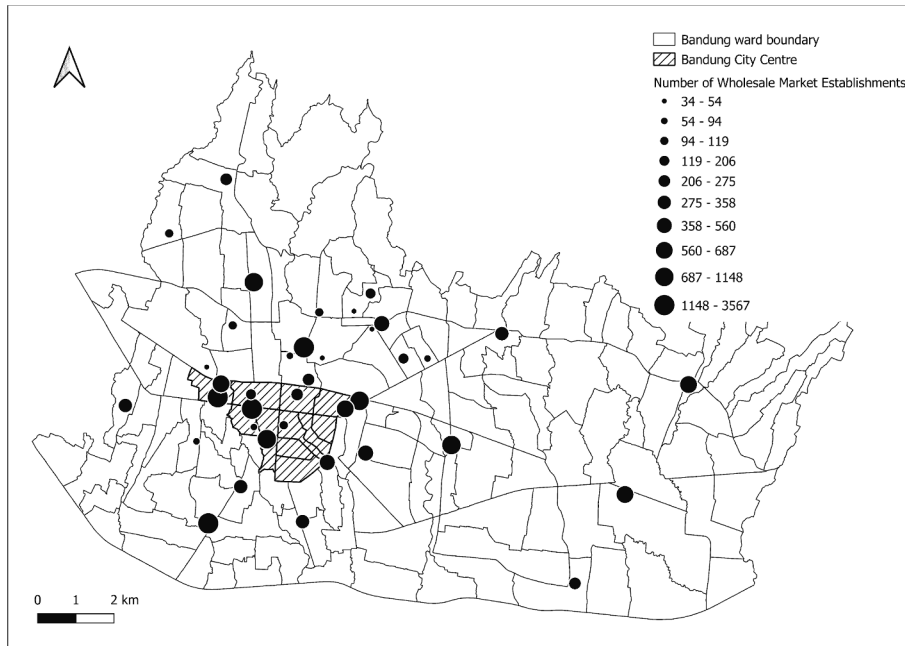 Bandung ward boundary
Bandung City Centre
Number of Wholesale Market Establishments
34 - 54
54 - 94
94 - 119
119 - 206
206 - 275
275 - 358
358 - 560
560 - 687
687 - 1148
1148 - 3567
0 1 2 km